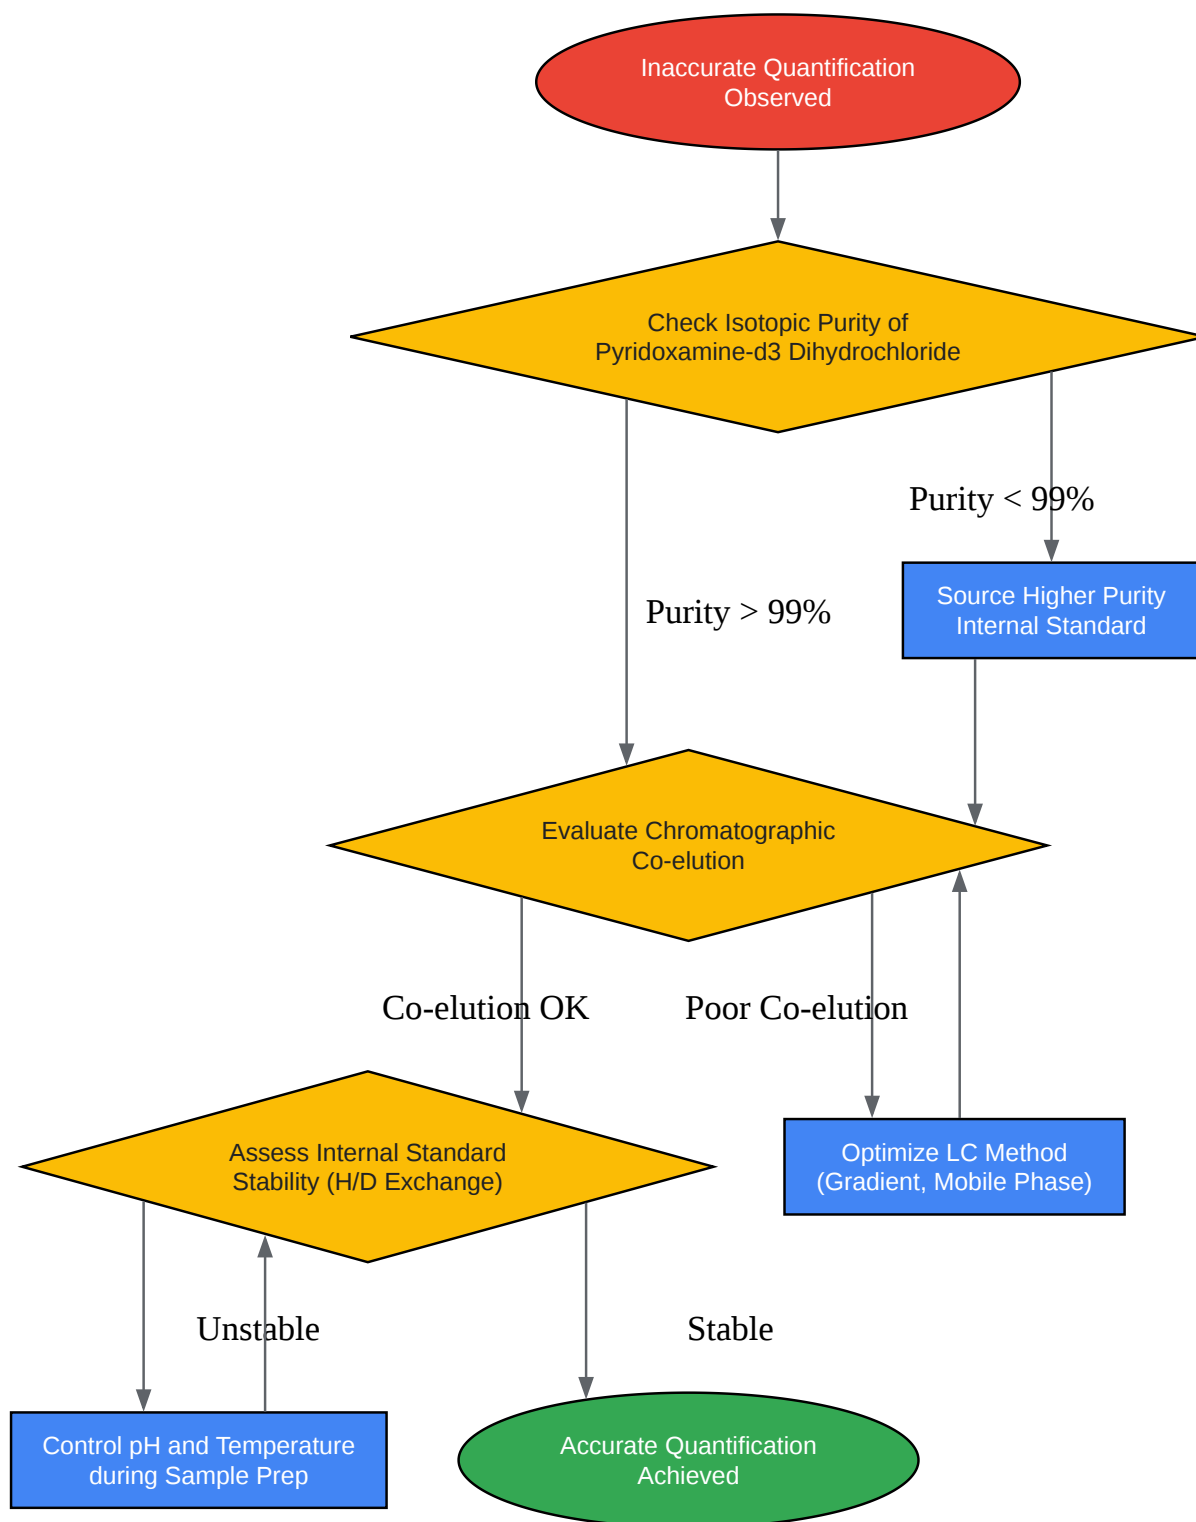 Inaccurate Quantification
Observed
Check Isotopic Purity of
Pyridoxamine-d3 Dihydrochloride
Purity < 99%
Source Higher Purity
Internal Standard
Purity > 99%
Evaluate Chromatographic
Co-elution
Co-elution OK
Poor Co-elution
Assess Internal Standard
Stability (H/D Exchange)
Optimize LC Method
(Gradient, Mobile Phase)
Unstable
Stable
Control pH and Temperature
during Sample Prep
Accurate Quantification
Achieved